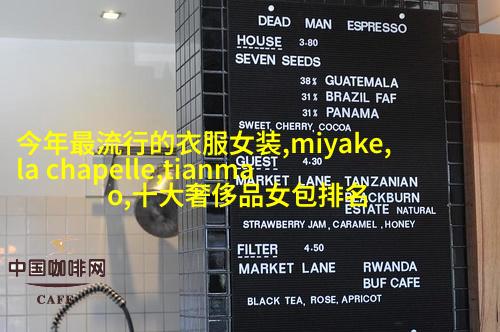 DEAD MAN ESPRESSO
HOUSE 3·80
SEVEN SEEDS
38% GUATEMALA
31% BRAZIL FAF
31% PANAMA
SWEET, CHERRY, COCOA
今年最流行的衣服女装,miyake,
la chapelle,tianma
o,十大奢侈品女包排名
GUEST 4·30
MARKET LANE TANZANIAN
BLACKBURN
ESTATE NATURAL
STRAWBERRY JAM, CARAMEL, HONEY
FILTER 4·50
MARKET LANE RWANDA
BUF CAFE
BLACK TEA, ROSE, APRICOT
中国咖啡网
CAFE